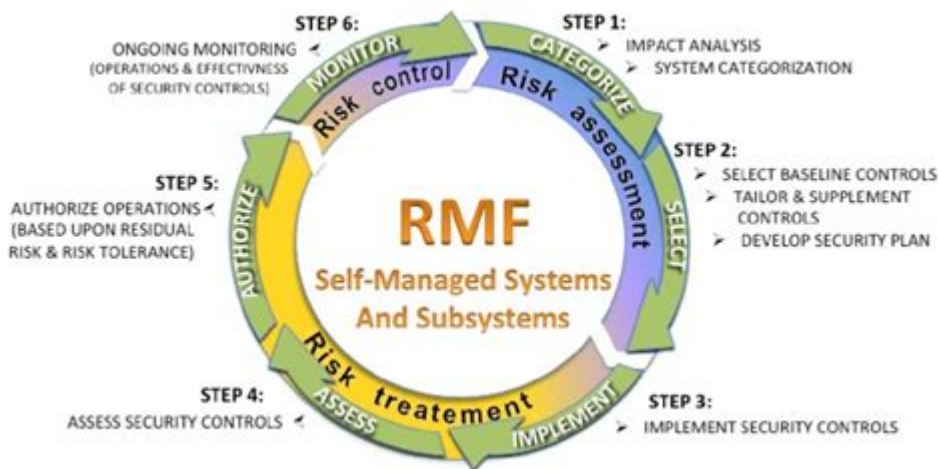 STEP 6:
ONGOING MONITORING
(OPERATIONS & EFFECTIVNESS
OF SECURITY CONTROLS)
STEP 1:
IMPACT ANALYSIS
SYSTEM CATEGORIZATION
STEP 2:
SELECT BASELINE CONTROLS
TAILOR & SUPPLEMENT
CONTROLS
DEVELOP SECURITY PLAN
STEP 3:
IMPLEMENT SECURITY CONTROLS
STEP 4:
ASSESS SECURITY CONTROLS
STEP 5:
AUTHORIZE OPERATIONS
(BASED UPON RESIDUAL
RISK & RISK TOLERANCE)
MONITOR
CATEGORIZE
SELECT
IMPLEMENT
ASSESS
AUTHORIZE
Risk control
Risk assessment
Risk treatement
RMF
Self-Managed Systems
And Subsystems